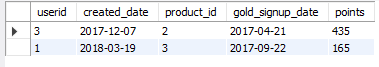 userid created_date product_id gold_signup_date points
3 2017-12-07 2 2017-04-21 435
1 2018-03-19 3 2017-09-22 165